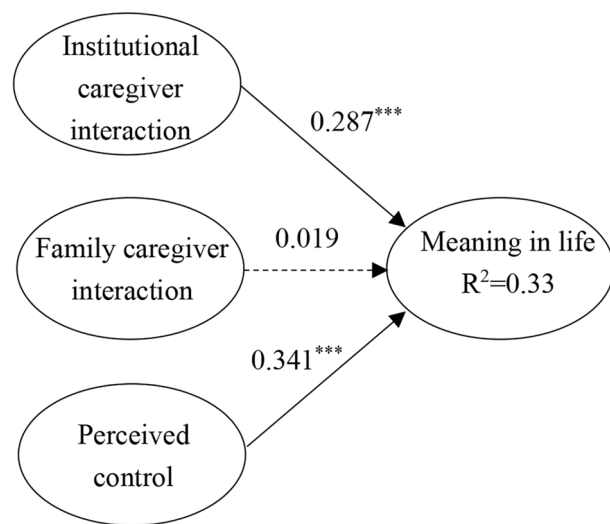 Institutional
caregiver
interaction
0.287***
Family caregiver
interaction
0.019
Meaning in life
R²=0.33
0.341***
Perceived
control